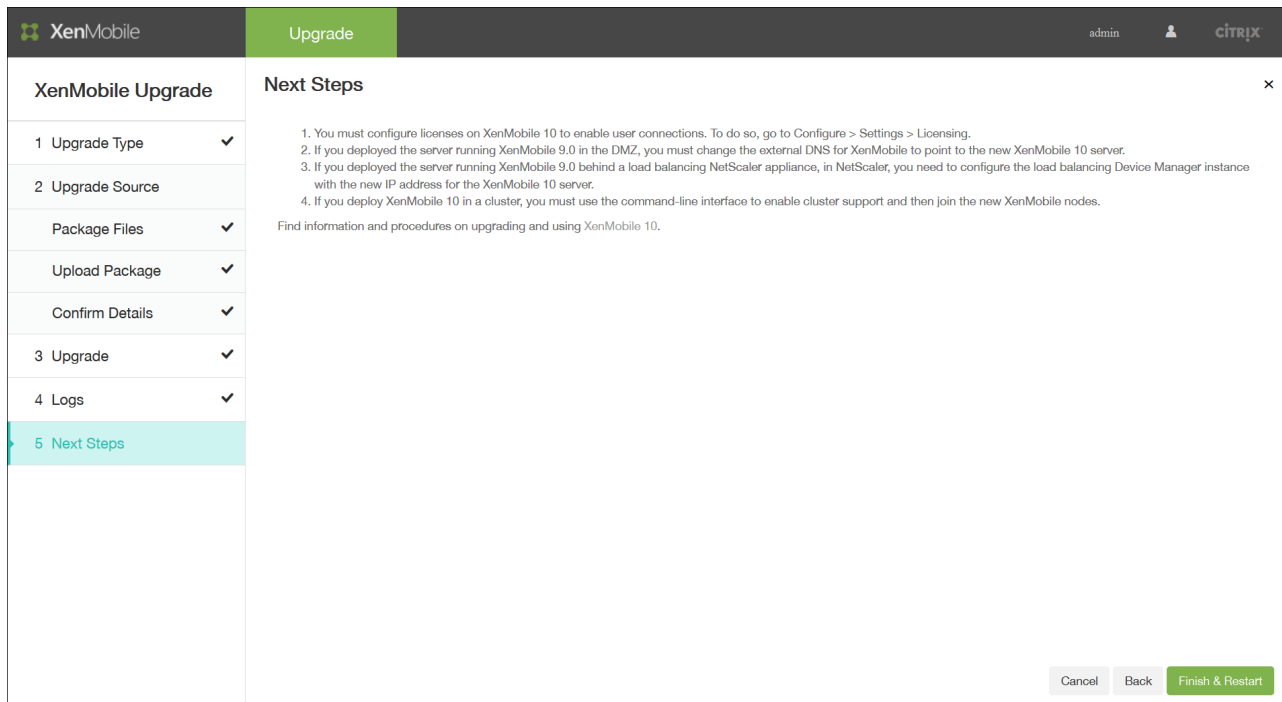 XenMobile
Upgrade
admin
CİTRIX
XenMobile Upgrade
1 Upgrade Type
2 Upgrade Source
Package Files
Upload Package
Confirm Details
3 Upgrade
4 Logs
5 Next Steps
Next Steps
1. You must configure licenses on XenMobile 10 to enable user connections. To do so, go to Configure > Settings > Licensing.
2. If you deployed the server running XenMobile 9.0 in the DMZ, you must change the external DNS for XenMobile to point to the new XenMobile 10 server.
3. If you deployed the server running XenMobile 9.0 behind a load balancing NetScaler appliance, in NetScaler, you need to configure the load balancing Device Manager instance
with the new IP address for the XenMobile 10 server.
4. If you deploy XenMobile 10 in a cluster, you must use the command-line interface to enable cluster support and then join the new XenMobile nodes.
Find information and procedures on upgrading and using XenMobile 10.
Cancel
Back
Finish & Restart